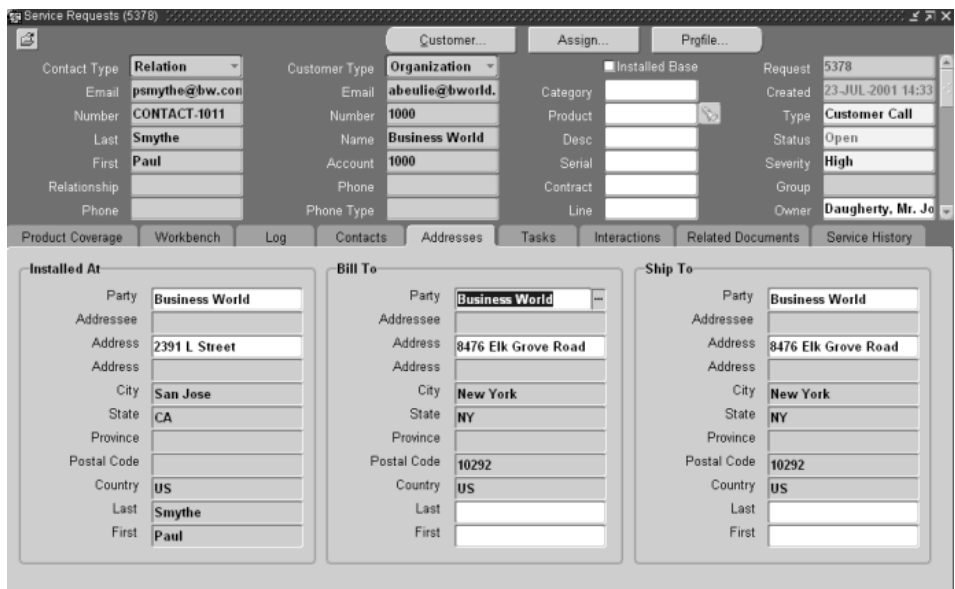 Service Requests (5378)
Customer... Assign... Profile...
Contact Type Relation Customer Type Organization Installed Base Request 5378
Email psmythe@bw.con Email abeulie@bworld. Category Created 23-JUL-2001 14:33
Number CONTACT-1011 Number 1000 Product Type Customer Call
Last Smythe Name Business World Desc Status Open
First Paul Account 1000 Serial Severity High
Relationship Phone Contract Group
Phone Phone Type Line Owner Daugherty, Mr. Jo
Product Coverage Workbench Log Contacts Addresses Tasks Interactions Related Documents Service History
Installed At Bill To Ship To
Party Business World Party Business World ... Party Business World
Addressee Addressee Addressee
Address 2391 L Street Address 8476 Elk Grove Road Address 8476 Elk Grove Road
Address Address Address
City San Jose City New York City New York
State CA State NY State NY
Province Province Province
Postal Code Postal Code 10292 Postal Code 10292
Country US Country US Country US
Last Smythe Last Last
First Paul First First